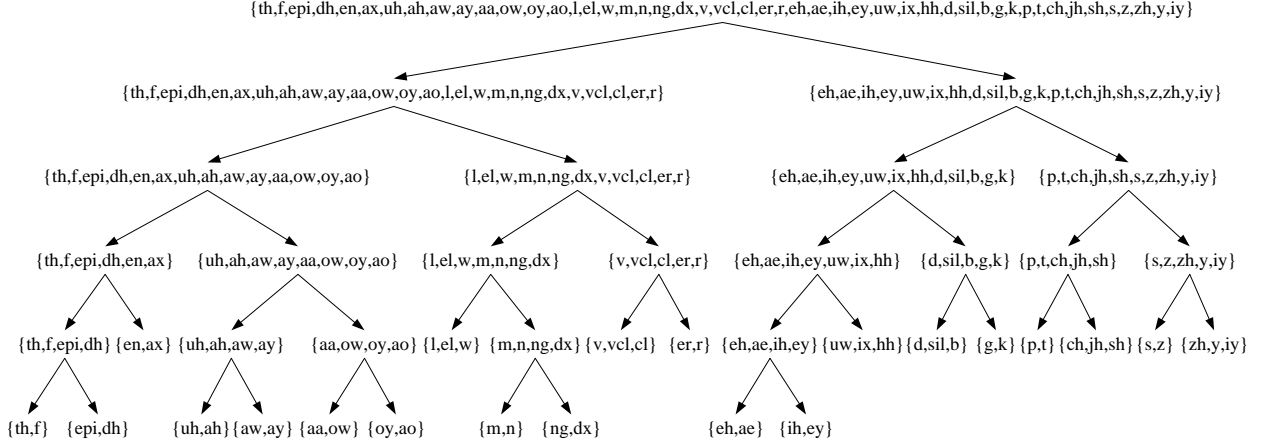 {th,f,epi,dh,en,ax,uh,ah,aw,ay,aa,ow,oy,ao,l,el,w,m,n,ng,dx,v,vcl,cl,er,r,eh,ae,ih,ey,uw,ix,hh,d,sil,b,g,k,p,t,ch,jh,sh,s,z,zh,y,iy}
{th,f,epi,dh,en,ax,uh,ah,aw,ay,aa,ow,oy,ao,l,el,w,m,n,ng,dx,v,vcl,cl,er,r} {eh,ae,ih,ey,uw,ix,hh,d,sil,b,g,k,p,t,ch,jh,sh,s,z,zh,y,iy}
{th,f,epi,dh,en,ax,uh,ah,aw,ay,aa,ow,oy,ao} {l,el,w,m,n,ng,dx,v,vcl,cl,er,r} {eh,ae,ih,ey,uw,ix,hh,d,sil,b,g,k} {p,t,ch,jh,sh,s,z,zh,y,iy}
{th,f,epi,dh,en,ax} {uh,ah,aw,ay,aa,ow,oy,ao} {l,el,w,m,n,ng,dx} {v,vcl,cl,er,r} {eh,ae,ih,ey,uw,ix,hh} {d,sil,b,g,k} {p,t,ch,jh,sh} {s,z,zh,y,iy}
{th,f,epi,dh} {en,ax} {uh,ah,aw,ay} {aa,ow,oy,ao} {l,el,w} {m,n,ng,dx} {v,vcl,cl} {er,r} {eh,ae,ih,ey} {uw,ix,hh} {d,sil,b} {g,k} {p,t} {ch,jh,sh} {s,z} {zh,y,iy}
{th,f} {epi,dh} {uh,ah} {aw,ay} {aa,ow} {oy,ao} {m,n} {ng,dx} {eh,ae} {ih,ey}